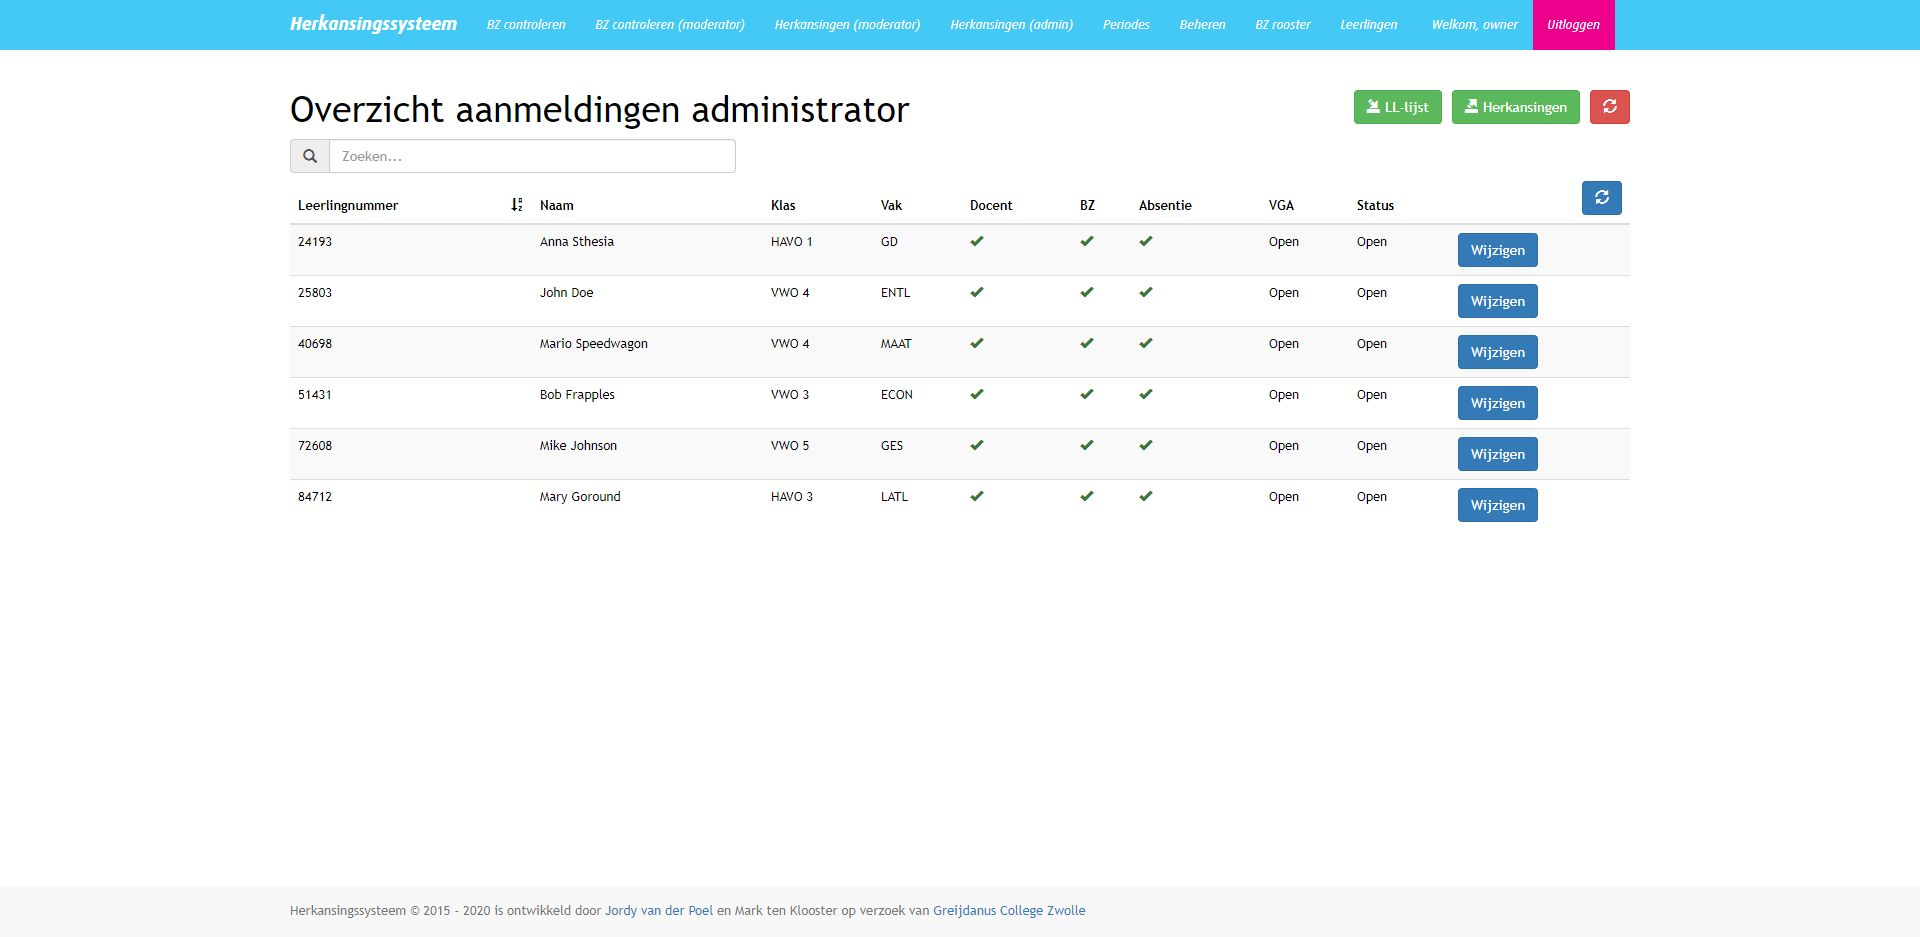 Herkansingssysteem BZ controleren BZ controleren (moderator) Herkansingen (moderator) Herkansingen (admin) Periodes Beheren BZ rooster Leerlingen Welkom, owner Uitloggen
Overzicht aanmeldingen administrator LL-lijst Herkansingen
Zoeken...
Leerlingnummer Naam Klas Vak Docent BZ Absentie VGA Status
24193 Anna Sthesia HAVO 1 GD Open Open Wijzigen
25803 John Doe VWO 4 ENTL Open Open Wijzigen
40698 Mario Speedwagon VWO 4 MAAT Open Open Wijzigen
51431 Bob Frapples VWO 3 ECON Open Open Wijzigen
72608 Mike Johnson VWO 5 GES Open Open Wijzigen
84712 Mary Goround HAVO 3 LATL Open Open Wijzigen
Herkansingssysteem © 2015 - 2020 is ontwikkeld door Jordy van der Poel en Mark ten Klooster op verzoek van Greijdanus College Zwolle